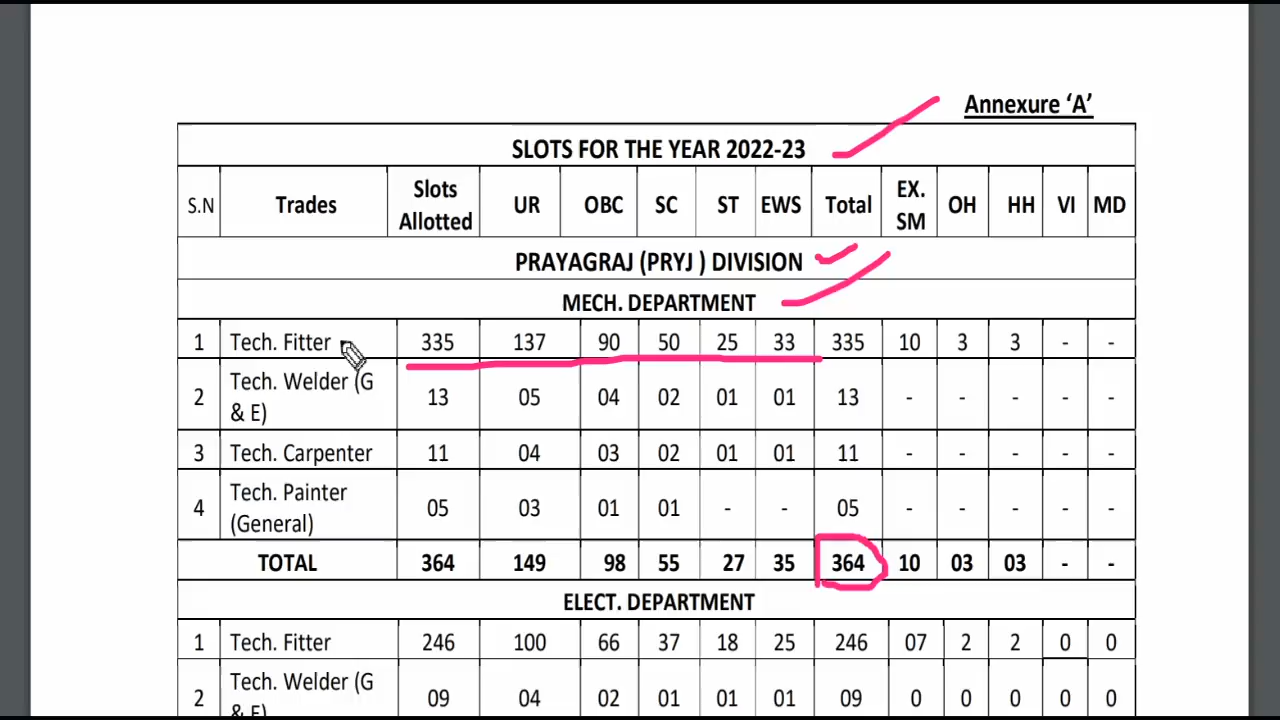 Annexure ‘A’
SLOTS FOR THE YEAR 2022-23
S.N Trades Slots Allotted UR OBC SC ST EWS Total EX. SM OH HH VI MD
PRAYAGRAJ (PRYJ ) DIVISION
MECH. DEPARTMENT
1 Tech. Fitter 335 137 90 50 25 33 335 10 3 3 - -
2 Tech. Welder (G & E) 13 05 04 02 01 01 13 - - - - -
3 Tech. Carpenter 11 04 03 02 01 01 11 - - - - -
4 Tech. Painter (General) 05 03 01 01 - - 05 - - - - -
TOTAL 364 149 98 55 27 35 364 10 03 03 - -
ELECT. DEPARTMENT
1 Tech. Fitter 246 100 66 37 18 25 246 07 2 2 0 0
2 Tech. Welder (G & E) 09 04 02 01 01 01 09 0 0 0 0 0